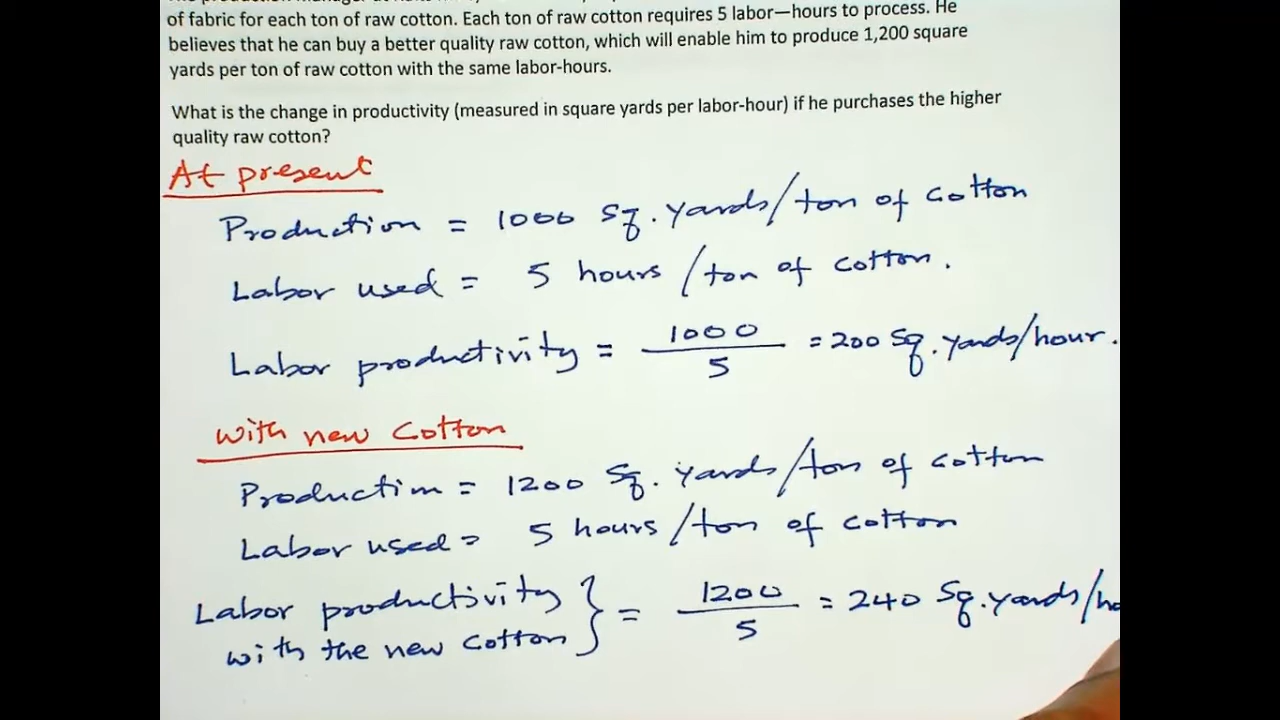 of fabric for each ton of raw cotton. Each ton of raw cotton requires 5 labor—hours to process. He
believes that he can buy a better quality raw cotton, which will enable him to produce 1,200 square
yards per ton of raw cotton with the same labor-hours.
What is the change in productivity (measured in square yards per labor-hour) if he purchases the higher
quality raw cotton?
At present
Production = 1000 sq. yards/ton of cotton
Labor used = 5 hours /ton of cotton.
Labor productivity = 1000 / 5 = 200 sq. yards/hour.
with new cotton
Production = 1200 sq. yards/ton of cotton
Labor used = 5 hours /ton of cotton
Labor productivity
with the new cotton } = 1200 / 5 = 240 sq. yards/ho